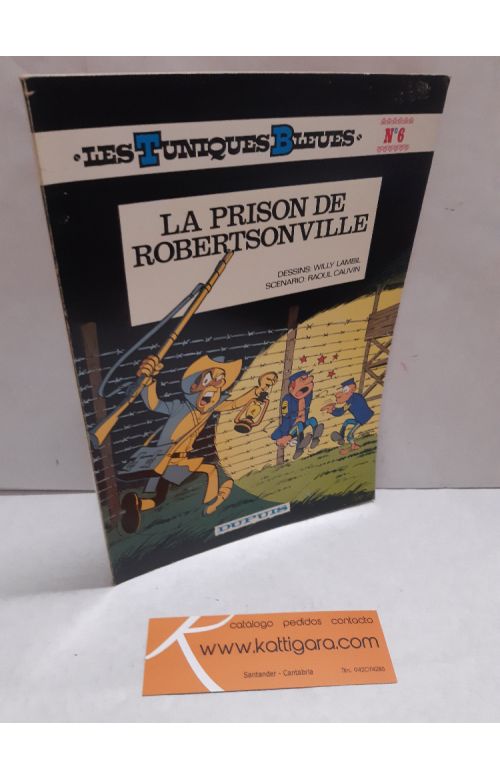 LES TUNIQUES BLEUES
N°6
LA PRISON DE
ROBERTSONVILLE
DESSINS: WILLY LAMBIL
SCENARIO: RAOUL CAUVIN
DUPUIS
catálogo pedidos contacto
www.kattigara.com
Santander - Cantabria